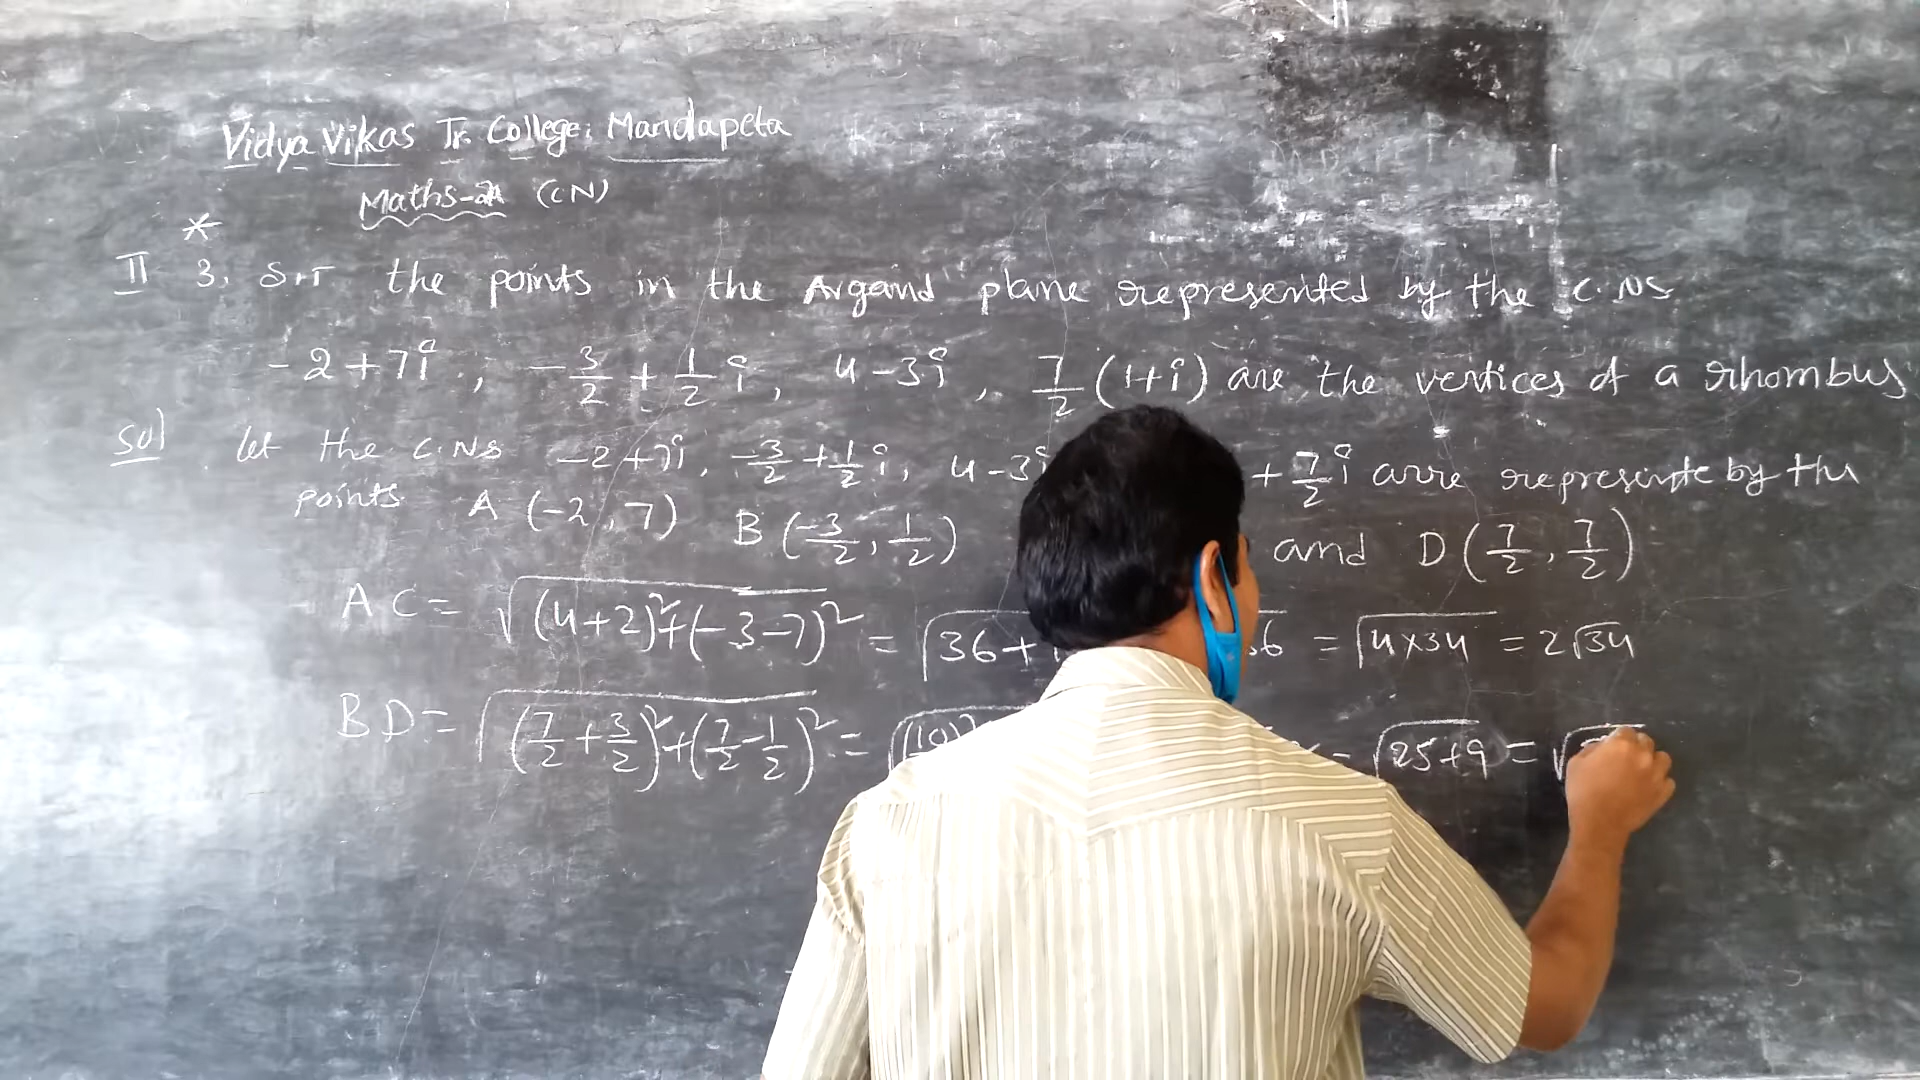 Vidya Vikas Jr. College: Mandapeta
Maths-2A (CN)
*
II 3. S.T the points in the Argand plane represented by the C.NS
-2+7i, -3/2 + 1/2 i, 4-3i, 7/2 (1+i) are the vertices of a rhombus
Sol Let the C.NS -2+7i, -3/2 + 1/2 i, 4-3i + 7/2 i are represente by the
points A (-2, 7) B (-3/2, 1/2) and D (7/2, 7/2)
AC = √((4+2)²+(-3-7)²) = √36+ 36 = √4×34 = 2√34
BD = √((7/2+3/2)²+(7/2-1/2)²) = √(10 = √25+9 = √